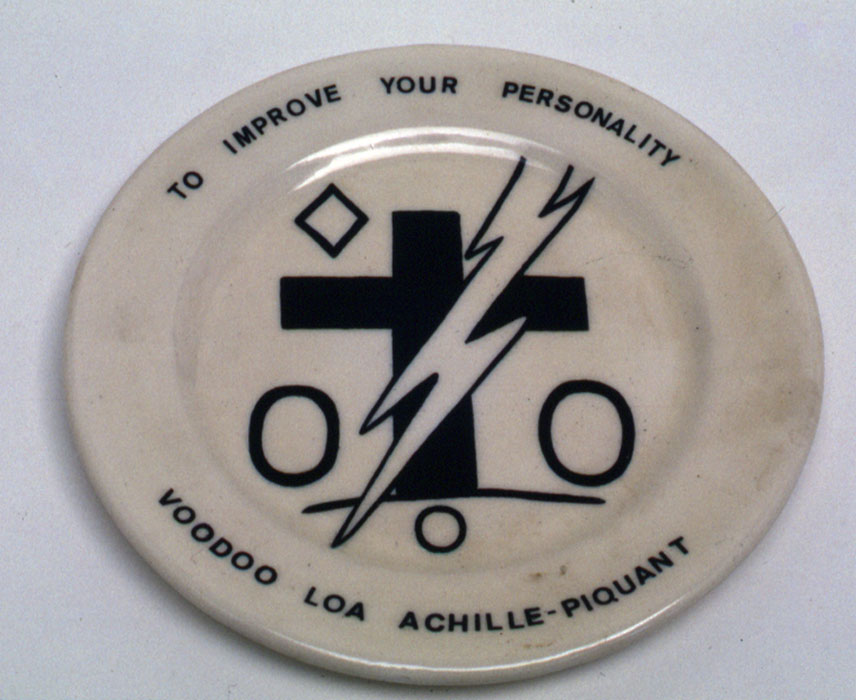 TO IMPROVE YOUR PERSONALITY
VOODOO LOA ACHILLE-PIQUANT